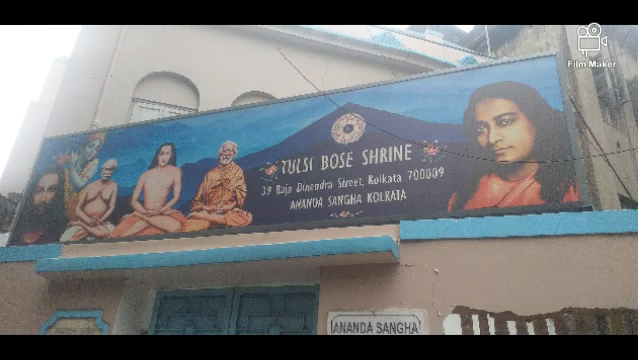 Film Maker
TULSI BOSE SHRINE
39 Raja Dinendra Street, Kolkata 700009
ANANDA SANGHA KOLKATA
ANANDA SANGHA